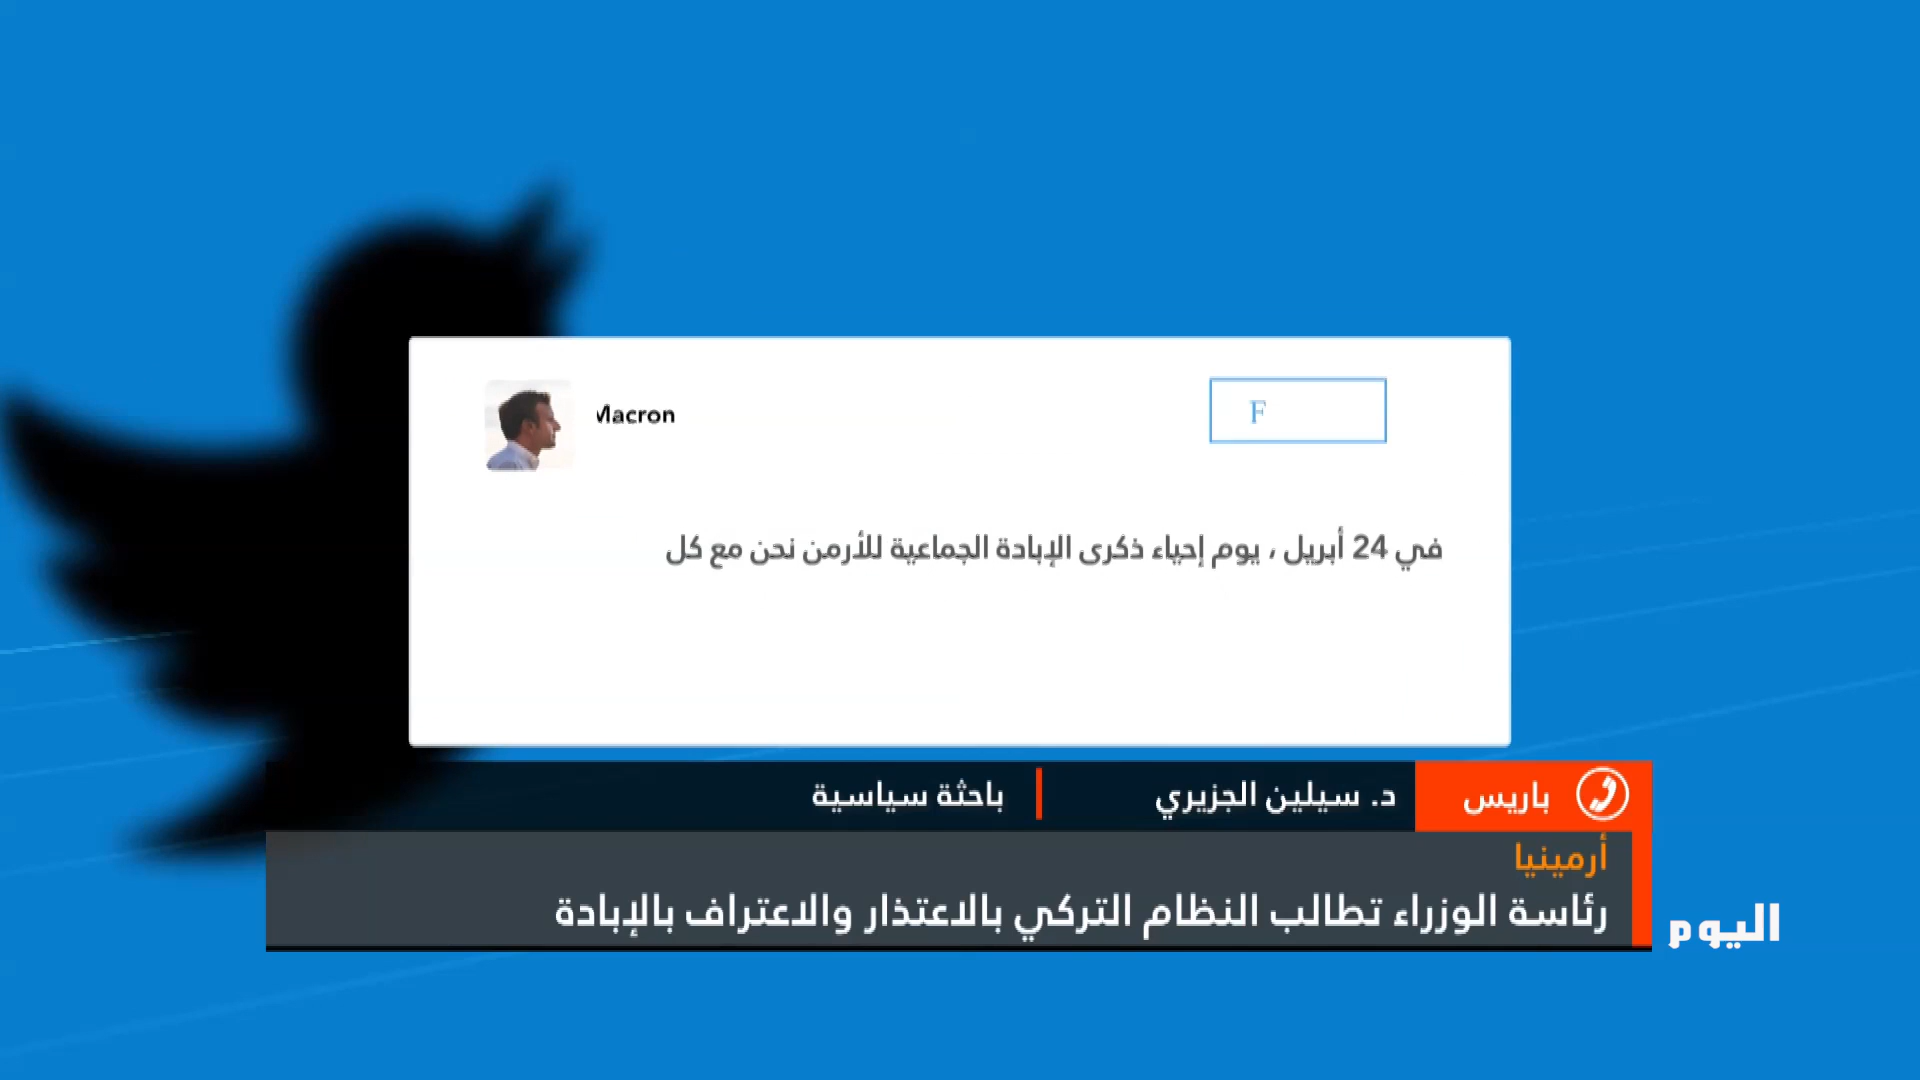 Macron
F
في 24 أبريل ، يوم إحياء ذكرى الإبادة الجماعية للأرمن نحن مع كل
باريس
د. سيلين الجزيري
باحثة سياسية
أرمينيا
رئاسة الوزراء تطالب النظام التركي بالاعتذار والاعتراف بالإبادة
اليوم